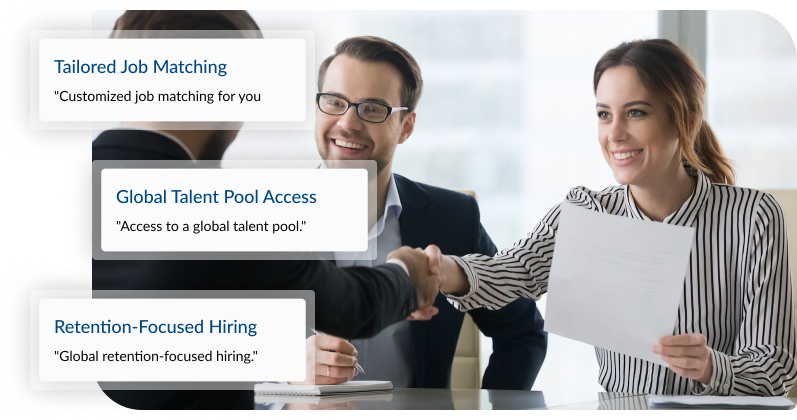 Tailored Job Matching
"Customized job matching for you
Global Talent Pool Access
"Access to a global talent pool."
Retention-Focused Hiring
"Global retention-focused hiring."